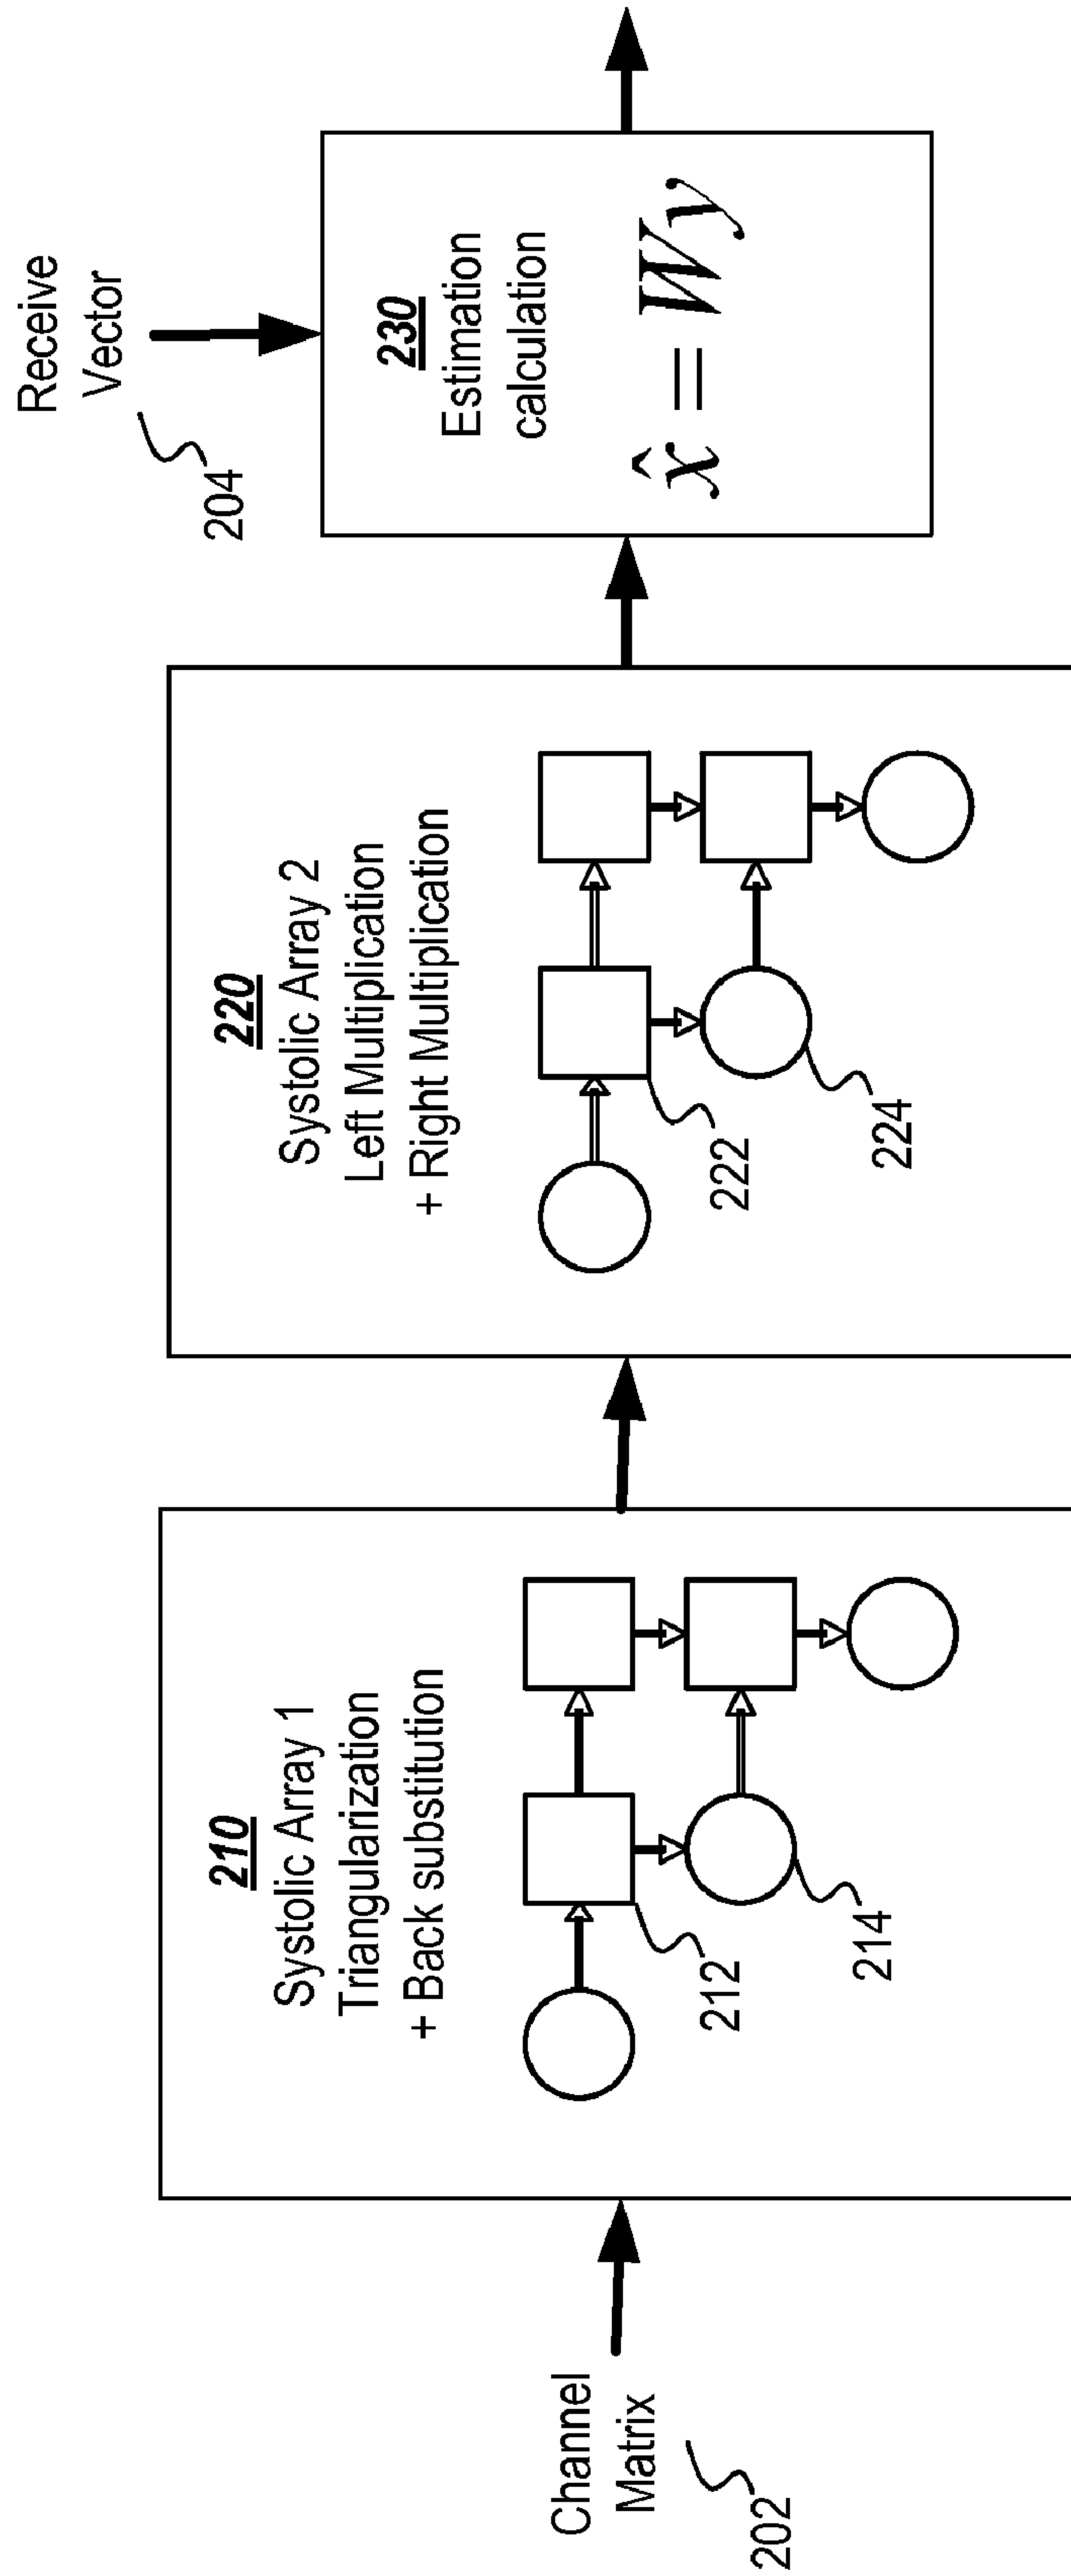 Channel
Matrix
202
210
Systolic Array 1
Triangularization
+ Back substitution
212
214
220
Systolic Array 2
Left Multiplication
+ Right Multiplication
222
224
Receive
Vector
204
230
Estimation
calculation
x̂ = Wy